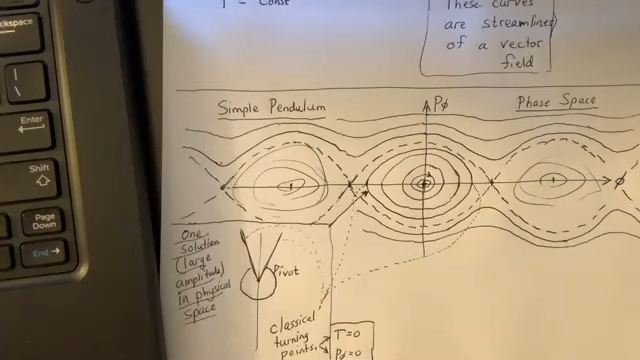 T = Const
These curves
are streamlines
of a vector
field
Simple Pendulum
Pϕ
Phase Space
ϕ
One
Solution
(large
amplitude)
in physical
Space
Pivot
classical
turning
points.
T=0
Pϕ=0
Backspace
|
\
Enter
Shift
Page
Down
End